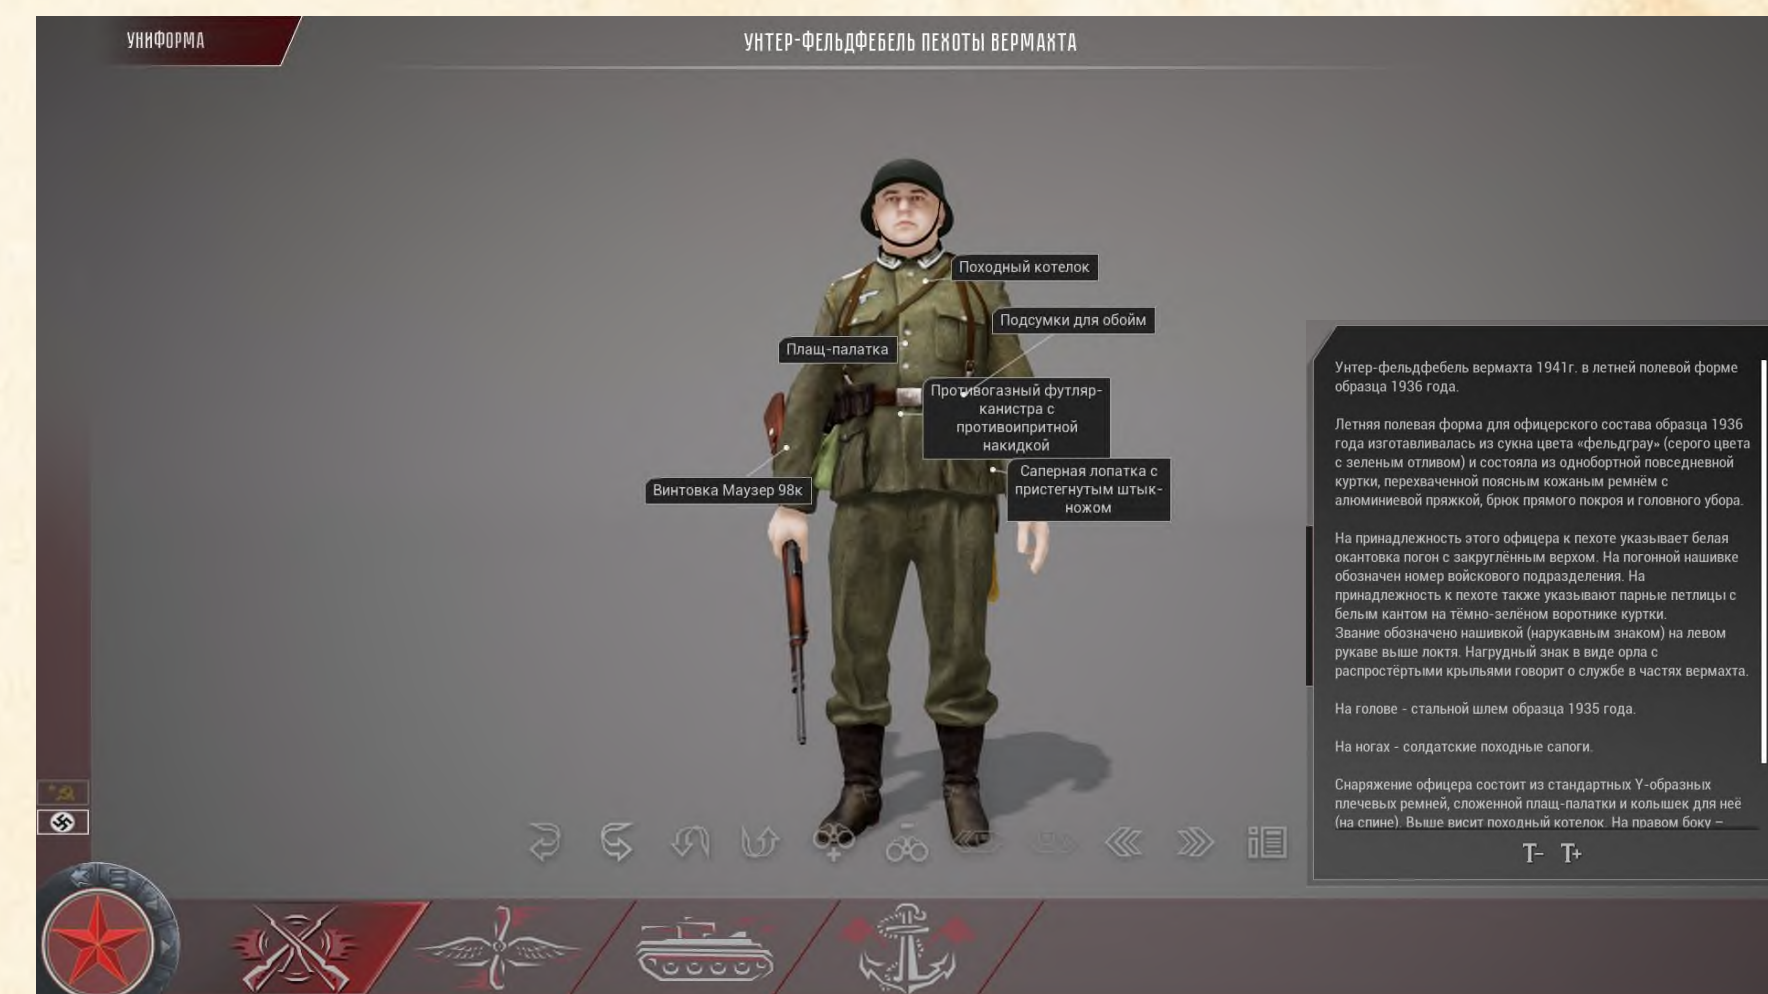 УНИФОРМА
УНТЕР-ФЕЛЬДФЕБЕЛЬ ПЕХОТЫ ВЕРМАХТА
Походный котелок
Подсумки для обойм
Плащ-палатка
Противогазный футляр-
канистра с
противоипритной
накидкой
Саперная лопатка с
пристегнутым штык-
ножом
Винтовка Маузер 98к
Унтер-фельдфебель вермахта 1941г. в летней полевой форме
образца 1936 года.
Летняя полевая форма для офицерского состава образца 1936
года изготавливалась из сукна цвета «фельдграу» (серого цвета
с зеленым отливом) и состояла из однобортной повседневной
куртки, перехваченной поясным кожаным ремнём с
алюминиевой пряжкой, брюк прямого покроя и головного убора.
На принадлежность этого офицера к пехоте указывает белая
окантовка погон с закруглённым верхом. На погонной нашивке
обозначен номер войскового подразделения. На
принадлежность к пехоте также указывают парные петлицы с
белым кантом на тёмно-зелёном воротнике куртки.
Звание обозначено нашивкой (нарукавным знаком) на левом
рукаве выше локтя. Нагрудный знак в виде орла с
распростёртыми крыльями говорит о службе в частях вермахта.
На голове - стальной шлем образца 1935 года.
На ногах - солдатские походные сапоги.
Снаряжение офицера состоит из стандартных Y-образных
плечевых ремней, сложенной плащ-палатки и колышек для неё
(на спине). Выше висит походный котелок. На правом боку –
T- T+